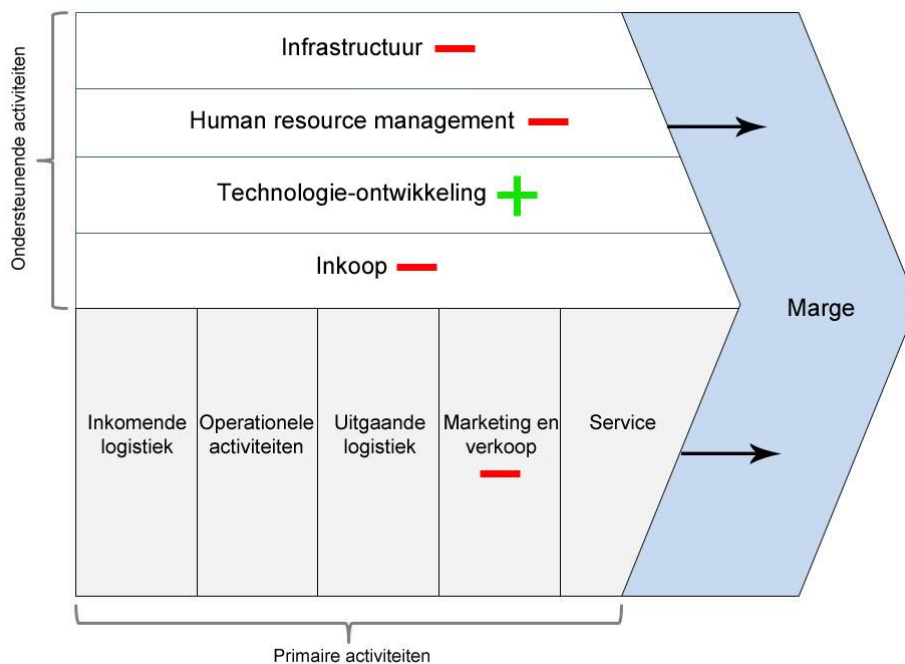 Ondersteunende activiteiten
Infrastructuur
Human resource management
Technologie-ontwikkeling
Inkoop
Marge
Inkomende
logistiek
Operationele
activiteiten
Uitgaande
logistiek
Marketing en
verkoop
Service
Primaire activiteiten